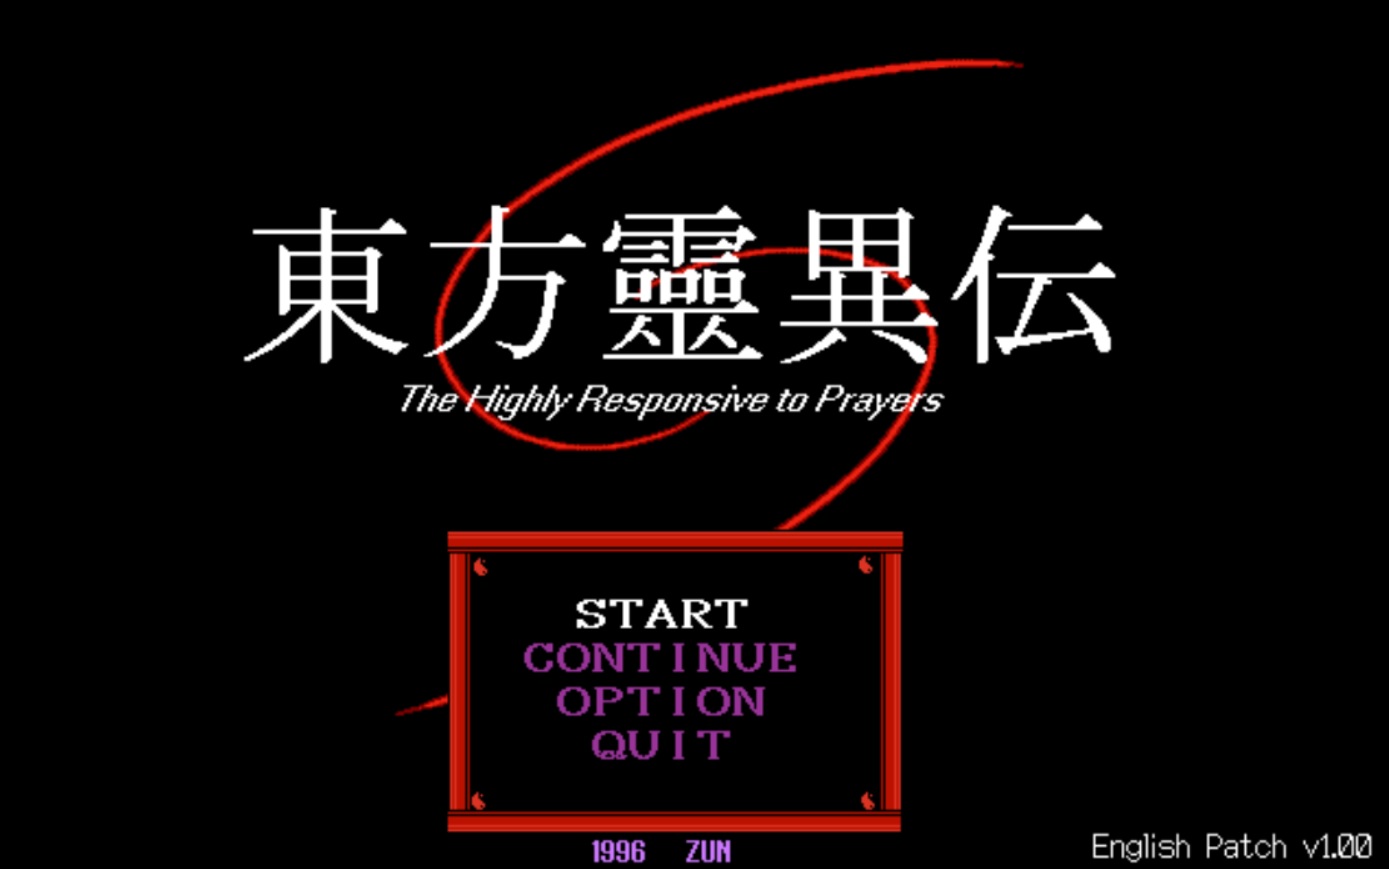 東方靈異伝
The Highly Responsive to Prayers
START
CONTINUE
OPTION
QUIT
1996 ZUN
English Patch v1.00